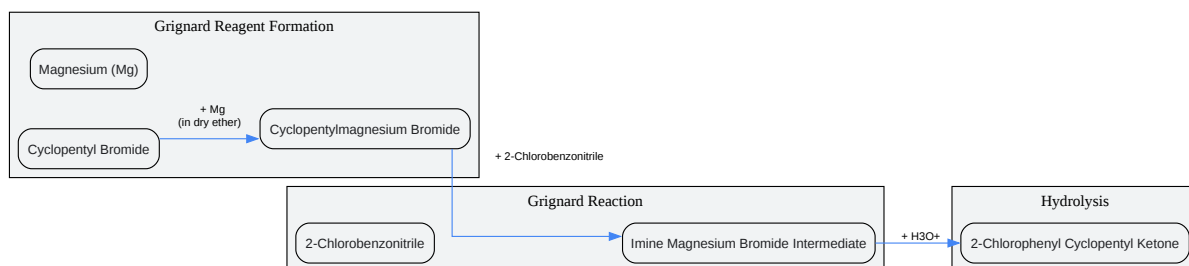 Grignard Reagent Formation
Magnesium (Mg)
+ Mg
(in dry ether)
Cyclopentyl Bromide
Cyclopentylmagnesium Bromide
+ 2-Chlorobenzonitrile
Grignard Reaction
2-Chlorobenzonitrile
Imine Magnesium Bromide Intermediate
+ H3O+
Hydrolysis
2-Chlorophenyl Cyclopentyl Ketone